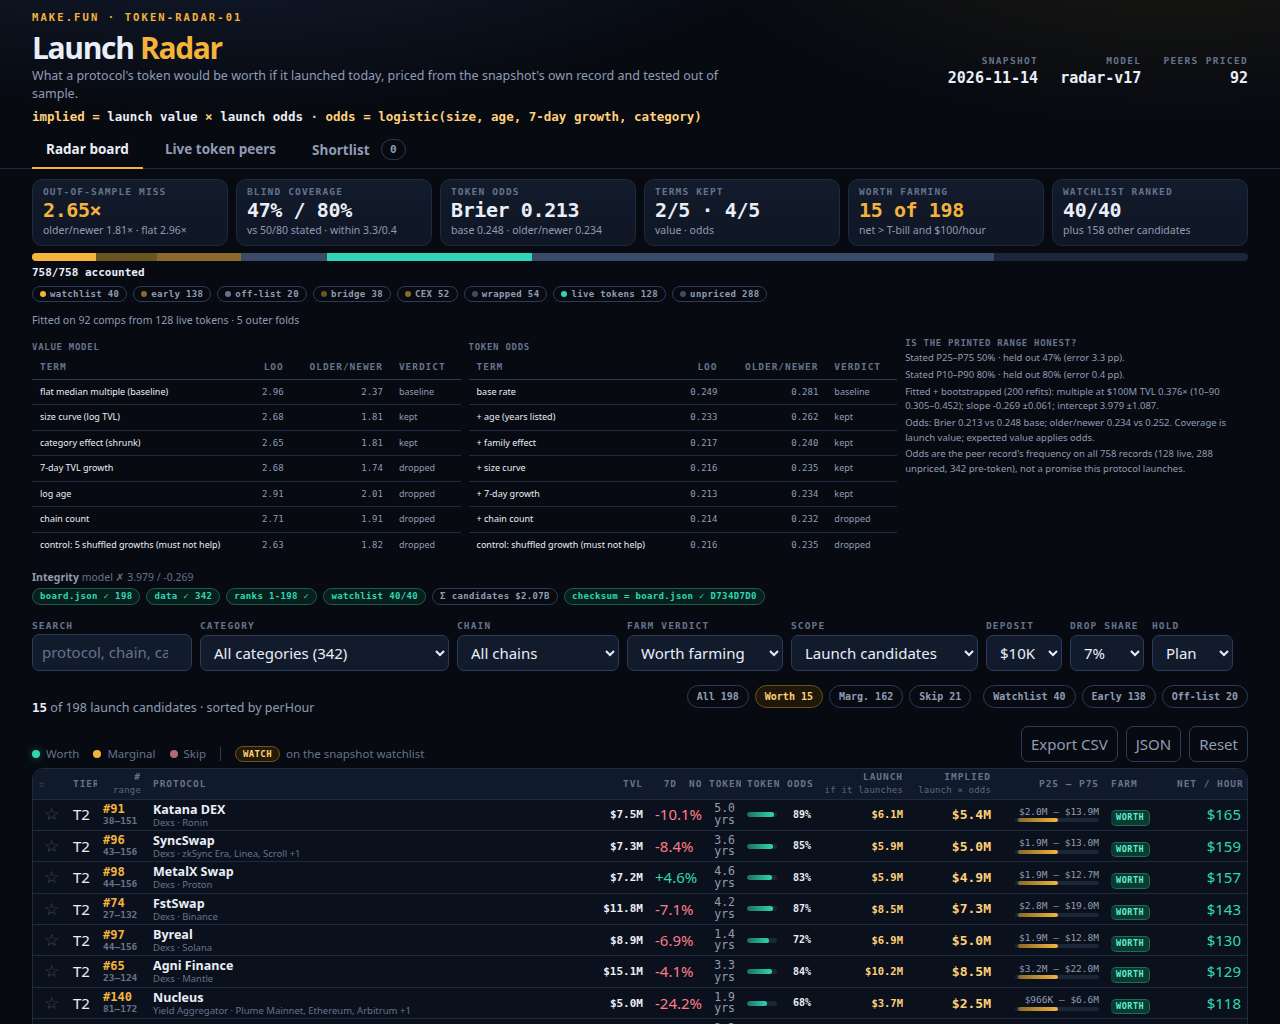 MAKE.FUN · TOKEN-RADAR-01
Launch Radar
What a protocol's token would be worth if it launched today, priced from the snapshot's own record and tested out of
sample.
implied = launch value × launch odds · odds = logistic(size, age, 7-day growth, category)
SNAPSHOT MODEL PEERS PRICED
2026-11-14 radar-v17 92
Radar board Live token peers Shortlist 0
OUT-OF-SAMPLE MISS
2.65×
older/newer 1.81× · flat 2.96×
BLIND COVERAGE
47% / 80%
vs 50/80 stated · within 3.3/0.4
TOKEN ODDS
Brier 0.213
base 0.248 · older/newer 0.234
TERMS KEPT
2/5 · 4/5
value · odds
WORTH FARMING
15 of 198
net > T-bill and $100/hour
WATCHLIST RANKED
40/40
plus 158 other candidates
758/758 accounted
watchlist 40 early 138 off-list 20 bridge 38 CEX 52 wrapped 54 live tokens 128 unpriced 288
Fitted on 92 comps from 128 live tokens · 5 outer folds
VALUE MODEL
TERM LOO OLDER/NEWER VERDICT
flat median multiple (baseline) 2.96 2.37 baseline
size curve (log TVL) 2.68 1.81 kept
category effect (shrunk) 2.65 1.81 kept
7-day TVL growth 2.68 1.74 dropped
log age 2.91 2.01 dropped
chain count 2.71 1.91 dropped
control: 5 shuffled growths (must not help) 2.63 1.82 dropped
TOKEN ODDS
TERM LOO OLDER/NEWER VERDICT
base rate 0.249 0.281 baseline
+ age (years listed) 0.233 0.262 kept
+ family effect 0.217 0.240 kept
+ size curve 0.216 0.235 kept
+ 7-day growth 0.213 0.234 kept
+ chain count 0.214 0.232 dropped
control: shuffled growth (must not help) 0.216 0.235 dropped
IS THE PRINTED RANGE HONEST?
Stated P25–P75 50% · held out 47% (error 3.3 pp).
Stated P10–P90 80% · held out 80% (error 0.4 pp).
Fitted + bootstrapped (200 refits): multiple at $100M TVL 0.376× (10–90
0.305–0.452); slope -0.269 ±0.061; intercept 3.979 ±1.087.
Odds: Brier 0.213 vs 0.248 base; older/newer 0.234 vs 0.252. Coverage is
launch value; expected value applies odds.
Odds are the peer record's frequency on all 758 records (128 live, 288
unpriced, 342 pre-token), not a promise this protocol launches.
Integrity model ✗ 3.979 / -0.269
board.json ✓ 198 data ✓ 342 ranks 1-198 ✓ watchlist 40/40 Σ candidates $2.07B checksum = board.json ✓ D734D7D0
SEARCH CATEGORY CHAIN FARM VERDICT SCOPE DEPOSIT DROP SHARE HOLD
protocol, chain, ca All categories (342) All chains Worth farming Launch candidates $10K 7% Plan
15 of 198 launch candidates · sorted by perHour
All 198 Worth 15 Marg. 162 Skip 21 Watchlist 40 Early 138 Off-list 20
Worth Marginal Skip WATCH on the snapshot watchlist
Export CSV JSON Reset
☆ TIER # range PROTOCOL TVL 7D NO TOKEN TOKEN ODDS LAUNCH if it launches IMPLIED launch × odds P25 — P75 FARM NET / HOUR
☆ T2 #91 38–151 Katana DEX Dexs · Ronin $7.5M -10.1% 5.0 yrs 89% $6.1M $5.4M $2.0M — $13.9M WORTH $165
☆ T2 #96 43–156 SyncSwap Dexs · zkSync Era, Linea, Scroll +1 $7.3M -8.4% 3.6 yrs 85% $5.9M $5.0M $1.9M — $13.0M WORTH $159
☆ T2 #98 44–156 MetalX Swap Dexs · Proton $7.2M +4.6% 4.6 yrs 83% $5.9M $4.9M $1.9M — $12.7M WORTH $157
☆ T2 #74 27–132 FstSwap Dexs · Binance $11.8M -7.1% 4.2 yrs 87% $8.5M $7.3M $2.8M — $19.0M WORTH $143
☆ T2 #97 44–156 Byreal Dexs · Solana $8.9M -6.9% 1.4 yrs 72% $6.9M $5.0M $1.9M — $12.8M WORTH $130
☆ T2 #65 23–124 Agni Finance Dexs · Mantle $15.1M -4.1% 3.3 yrs 84% $10.2M $8.5M $3.2M — $22.0M WORTH $129
☆ T2 #140 81–172 Nucleus Yield Aggregator · Plume Mainnet, Ethereum, Arbitrum +1 $5.0M -24.2% 1.9 yrs 68% $3.7M $2.5M $966K — $6.6M WORTH $118